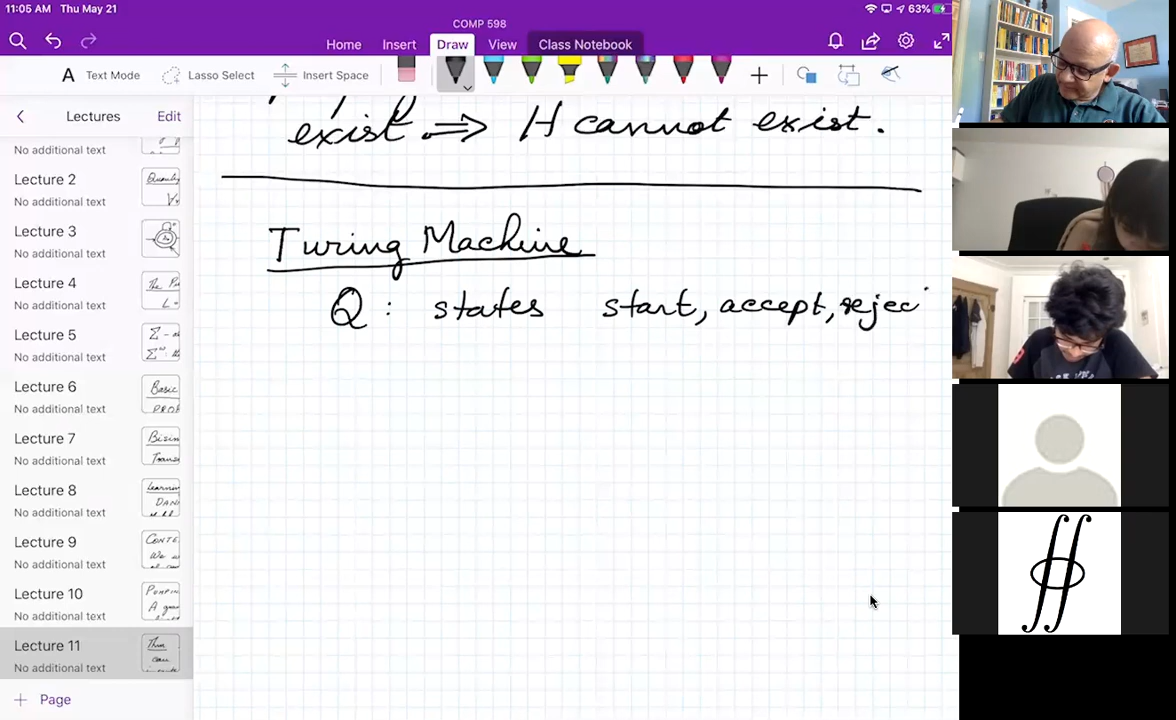 11:05 AM Thu May 21
63%
COMP 598
Home Insert Draw View Class Notebook
A Text Mode Lasso Select Insert Space
Lectures Edit
No additional text
Lecture 2
No additional text
Lecture 3
No additional text
Lecture 4
No additional text
Lecture 5
No additional text
Lecture 6
No additional text
Lecture 7
No additional text
Lecture 8
No additional text
Lecture 9
No additional text
Lecture 10
No additional text
Lecture 11
No additional text
+ Page
exist. ⟹ H cannot exist.
Turing Machine
Q : states start, accept, rejec
∯